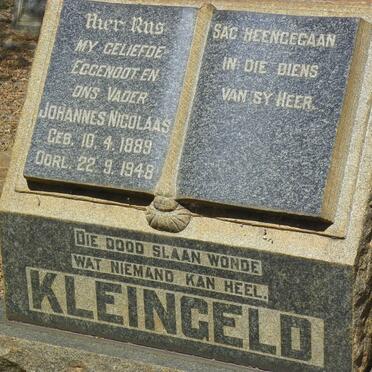 Hier Rus
MY GELIEFDE
EGGENOOT EN
ONS VADER
JOHANNES NICOLAAS
GEB. 10.4.1889
OORL. 22.9.1948
SAG HEENGEGAAN
IN DIE DIENS
VAN SY HEER.
DIE DOOD SLAAN WONDE
WAT NIEMAND KAN HEEL.
KLEINGELD